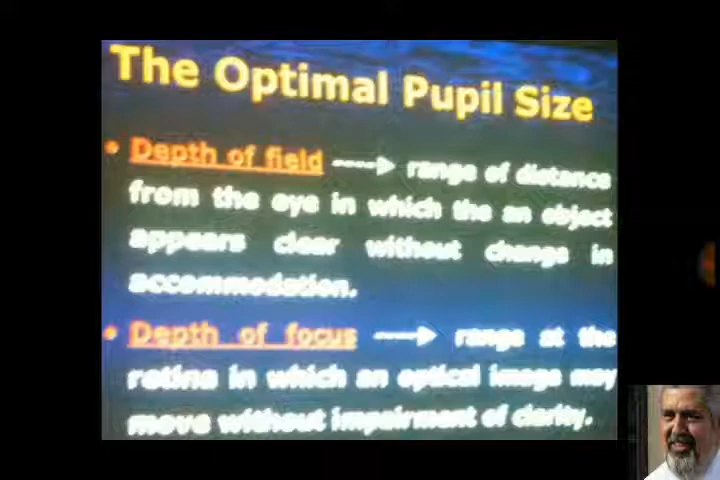 The Optimal Pupil Size
• Depth of field ----> range of distance
from the eye in which the an object
appears clear without change in
accommodation.
• Depth of focus ----> range at the
retina in which an optical image may
move without impairment of clarity.